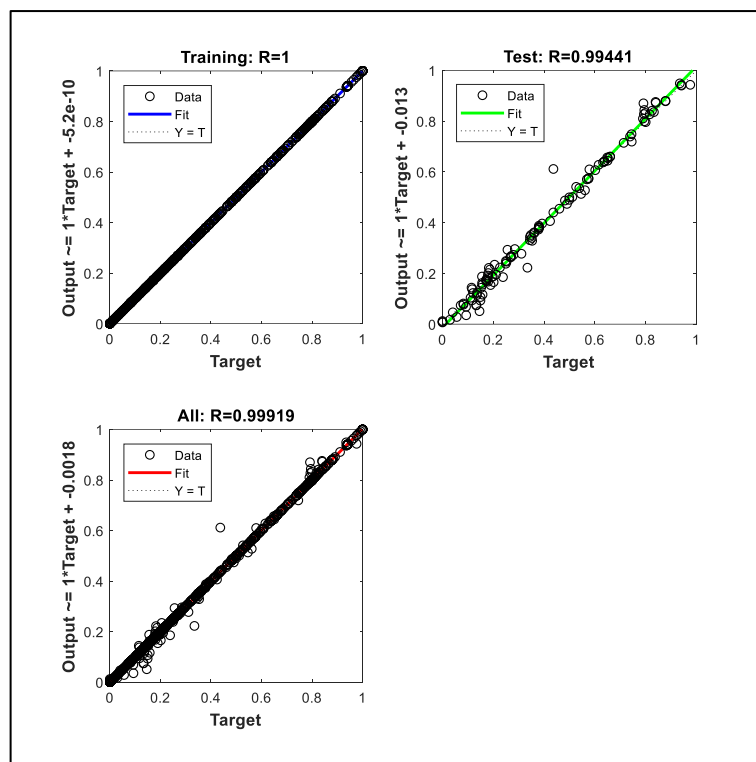 Training: R=1
Output ~= 1*Target + -5.2e-10
1
0.8
0.6
0.4
0.2
0
Data
Fit
Y = T
0 0.2 0.4 0.6 0.8 1
Target
Test: R=0.99441
Output ~= 1*Target + -0.013
1
0.8
0.6
0.4
0.2
0
Data
Fit
Y = T
0 0.2 0.4 0.6 0.8 1
Target
All: R=0.99919
Output ~= 1*Target + -0.0018
1
0.8
0.6
0.4
0.2
0
Data
Fit
Y = T
0 0.2 0.4 0.6 0.8 1
Target